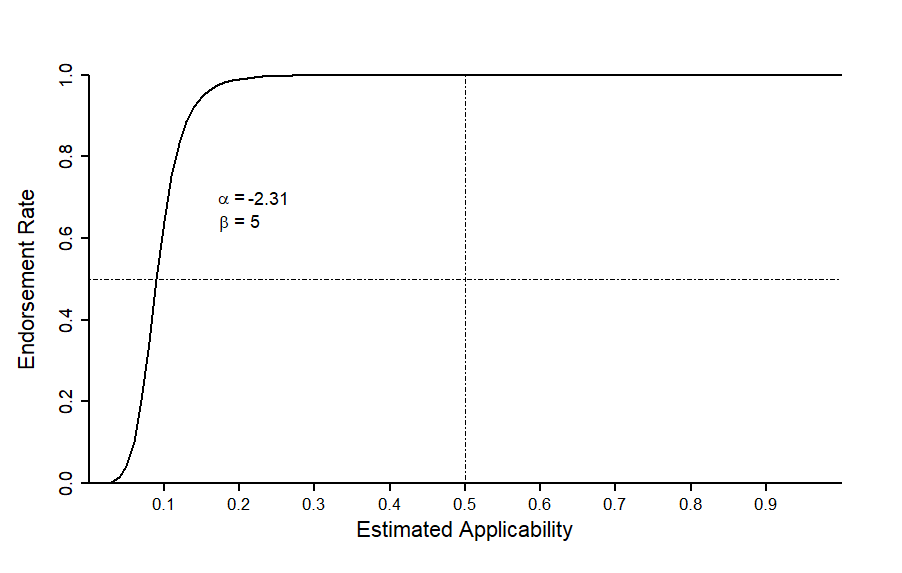 1.0
0.8
0.6
0.4
0.2
0.0
Endorsement Rate
α = -2.31
β = 5
0.1 0.2 0.3 0.4 0.5 0.6 0.7 0.8 0.9
Estimated Applicability